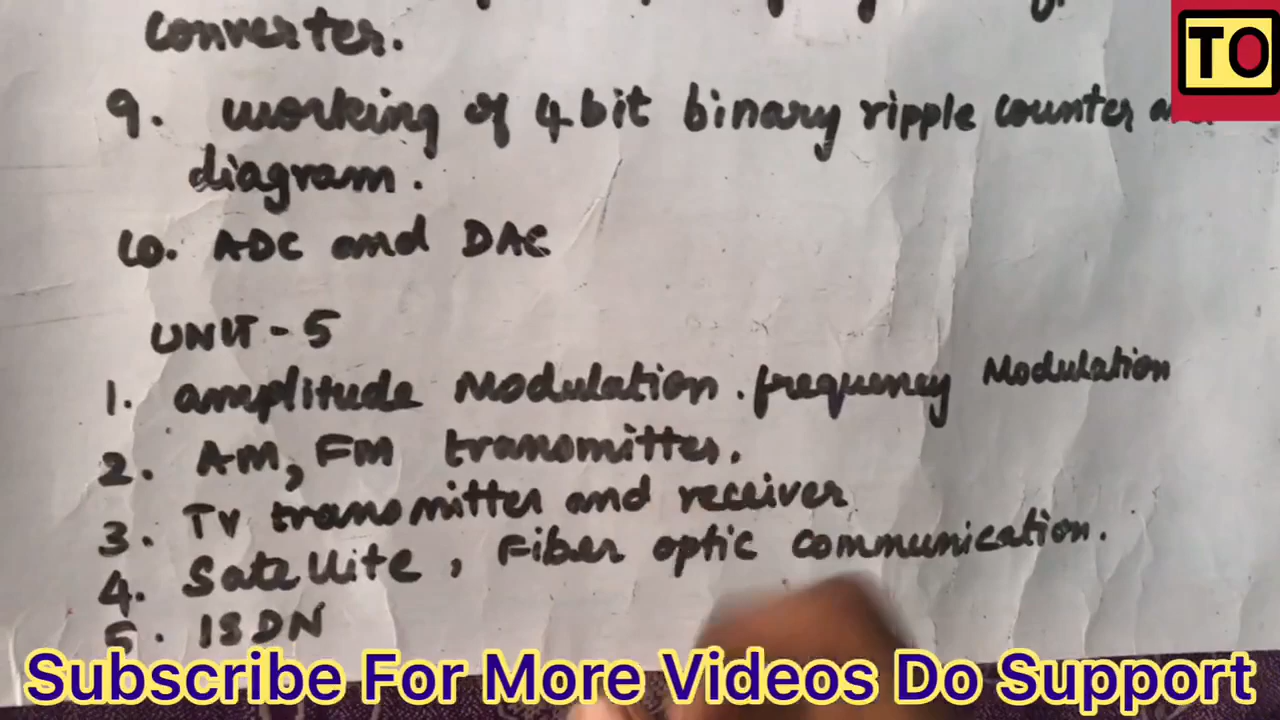 converter.
TO
9. working of 4 bit binary ripple counter
diagram.
10. ADC and DAC
UNIT - 5
1. amplitude Modulation. frequency Modulation
2. AM, FM transmitter.
3. TV transmitter and receiver
4. Satellite, Fiber optic communication.
5. ISDN
Subscribe For More Videos Do Support